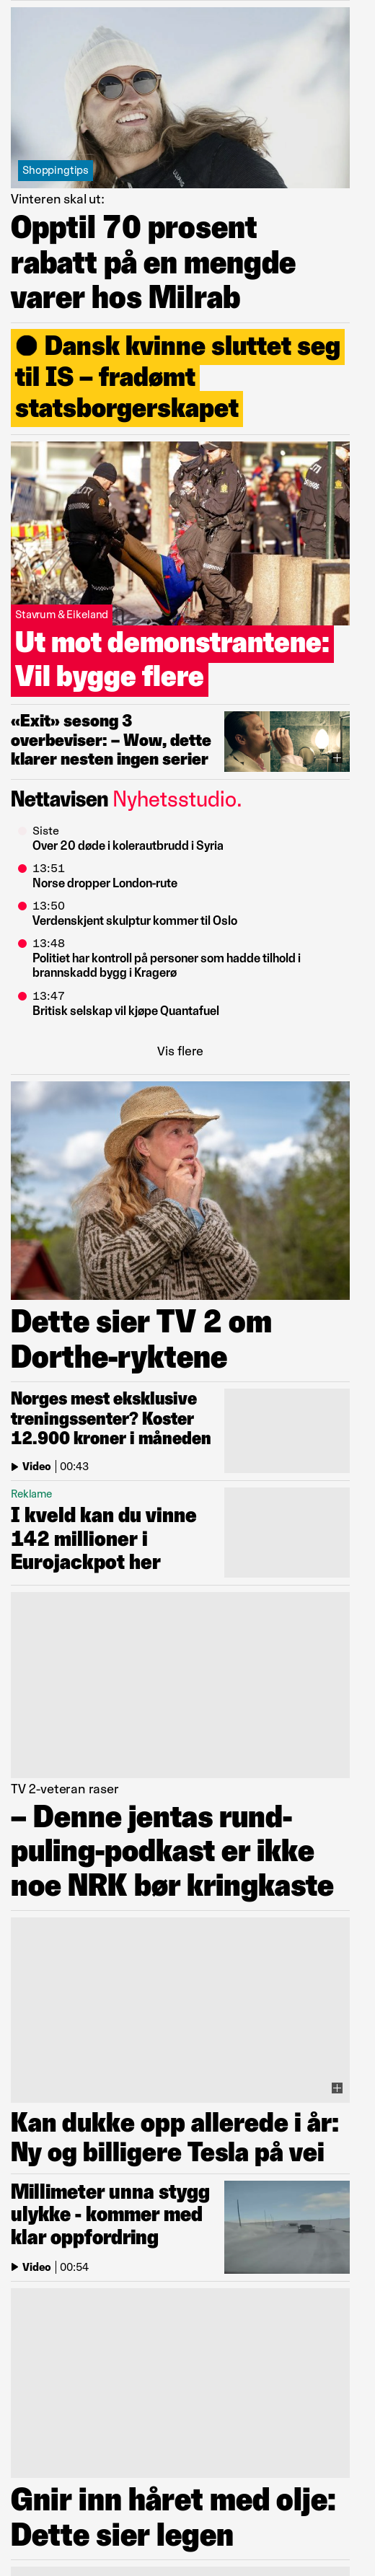 Shoppingtips
Vinteren skal ut:
Opptil 70 prosent
rabatt på en mengde
varer hos Milrab
Dansk kvinne sluttet seg
til IS – fradømt
statsborgerskapet
Stavrum & Eikeland
Ut mot demonstrantene:
Vil bygge flere
«Exit» sesong 3
overbeviser: – Wow, dette
klarer nesten ingen serier
Nettavisen Nyhetsstudio.
Siste
Over 20 døde i kolerautbrudd i Syria
13:51
Norse dropper London-rute
13:50
Verdenskjent skulptur kommer til Oslo
13:48
Politiet har kontroll på personer som hadde tilhold i
brannskadd bygg i Kragerø
13:47
Britisk selskap vil kjøpe Quantafuel
Vis flere
Dette sier TV 2 om
Dorthe-ryktene
Norges mest eksklusive
treningssenter? Koster
12.900 kroner i måneden
Video | 00:43
Reklame
I kveld kan du vinne
142 millioner i
Eurojackpot her
TV 2-veteran raser
– Denne jentas rund-
puling-podkast er ikke
noe NRK bør kringkaste
Kan dukke opp allerede i år:
Ny og billigere Tesla på vei
Millimeter unna stygg
ulykke - kommer med
klar oppfordring
Video | 00:54
Gnir inn håret med olje:
Dette sier legen